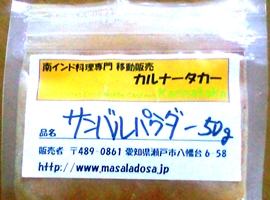 南インド料理専門 移動販売
カルナータカー
Karnataka
品名 サンバルパウダー 50g
販売者 〒489-0861 愛知県瀬戸市八幡台6-58
http://www.masaladosa.jp